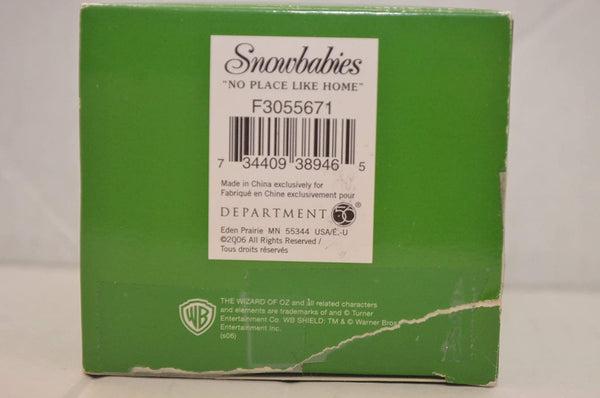 Snowbabies
"NO PLACE LIKE HOME"
F3055671
7 34409 38946 5
Made in China exclusively for
Fabriqué en Chine exclusivement pour
DEPARTMENT 56®
Eden Prairie MN 55344 USA/É.-U
©2006 All Rights Reserved /
Tous droits réservés
WB
THE WIZARD OF OZ and all related characters
and elements are trademarks of and © Turner
Entertainment Co. WB SHIELD: TM & © Warner Bros
Entertainment Inc.
(s06)